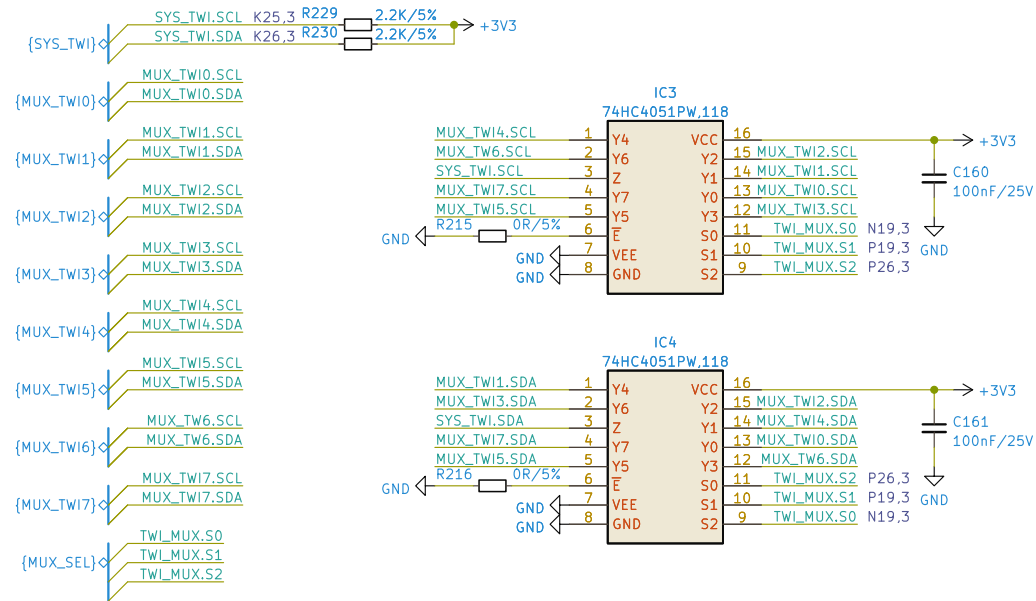 SYS_TWI.SCL K25,3 R229 2.2K/5%
SYS_TWI.SDA K26,3 R230 2.2K/5%
+3V3
{SYS_TWI}
MUX_TWI0.SCL
MUX_TWI0.SDA
{MUX_TWI0}
MUX_TWI1.SCL
MUX_TWI1.SDA
{MUX_TWI1}
MUX_TWI2.SCL
MUX_TWI2.SDA
{MUX_TWI2}
MUX_TWI3.SCL
MUX_TWI3.SDA
{MUX_TWI3}
MUX_TWI4.SCL
MUX_TWI4.SDA
{MUX_TWI4}
MUX_TWI5.SCL
MUX_TWI5.SDA
{MUX_TWI5}
MUX_TW6.SCL
MUX_TW6.SDA
{MUX_TWI6}
MUX_TWI7.SCL
MUX_TWI7.SDA
{MUX_TWI7}
TWI_MUX.S0
TWI_MUX.S1
TWI_MUX.S2
{MUX_SEL}
IC3
74HC4051PW,118
MUX_TWI4.SCL 1 Y4 VCC 16 +3V3
MUX_TW6.SCL 2 Y6 Y2 15 MUX_TWI2.SCL
SYS_TWI.SCL 3 Z Y1 14 MUX_TWI1.SCL
MUX_TWI7.SCL 4 Y7 Y0 13 MUX_TWI0.SCL
MUX_TWI5.SCL 5 Y5 Y3 12 MUX_TWI3.SCL
GND R215 0R/5% 6 E S0 11 TWI_MUX.S0 N19,3
GND 7 VEE S1 10 TWI_MUX.S1 P19,3
GND 8 GND S2 9 TWI_MUX.S2 P26,3
C160
100nF/25V
GND
IC4
74HC4051PW,118
MUX_TWI1.SDA 1 Y4 VCC 16 +3V3
MUX_TWI3.SDA 2 Y6 Y2 15 MUX_TWI2.SDA
SYS_TWI.SDA 3 Z Y1 14 MUX_TWI4.SDA
MUX_TWI7.SDA 4 Y7 Y0 13 MUX_TWI0.SDA
MUX_TWI5.SDA 5 Y5 Y3 12 MUX_TW6.SDA
GND R216 0R/5% 6 E S0 11 TWI_MUX.S2 P26,3
GND 7 VEE S1 10 TWI_MUX.S1 P19,3
GND 8 GND S2 9 TWI_MUX.S0 N19,3
C161
100nF/25V
GND